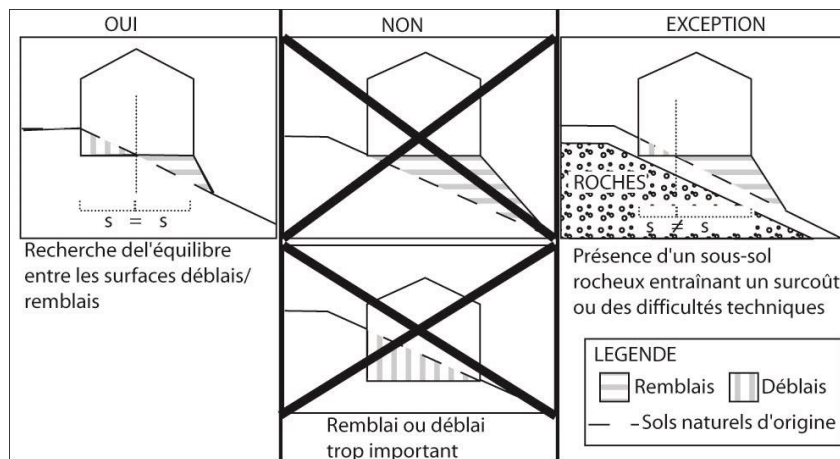 OUI
s = s
Recherche del'équilibre
entre les surfaces déblais/
remblais
NON
Remblai ou déblai
trop important
EXCEPTION
ROCHES
s ≠ s
Présence d'un sous-sol
rocheux entraînant un surcoût
ou des difficultés techniques
LEGENDE
Remblais Déblais
Sols naturels d'origine